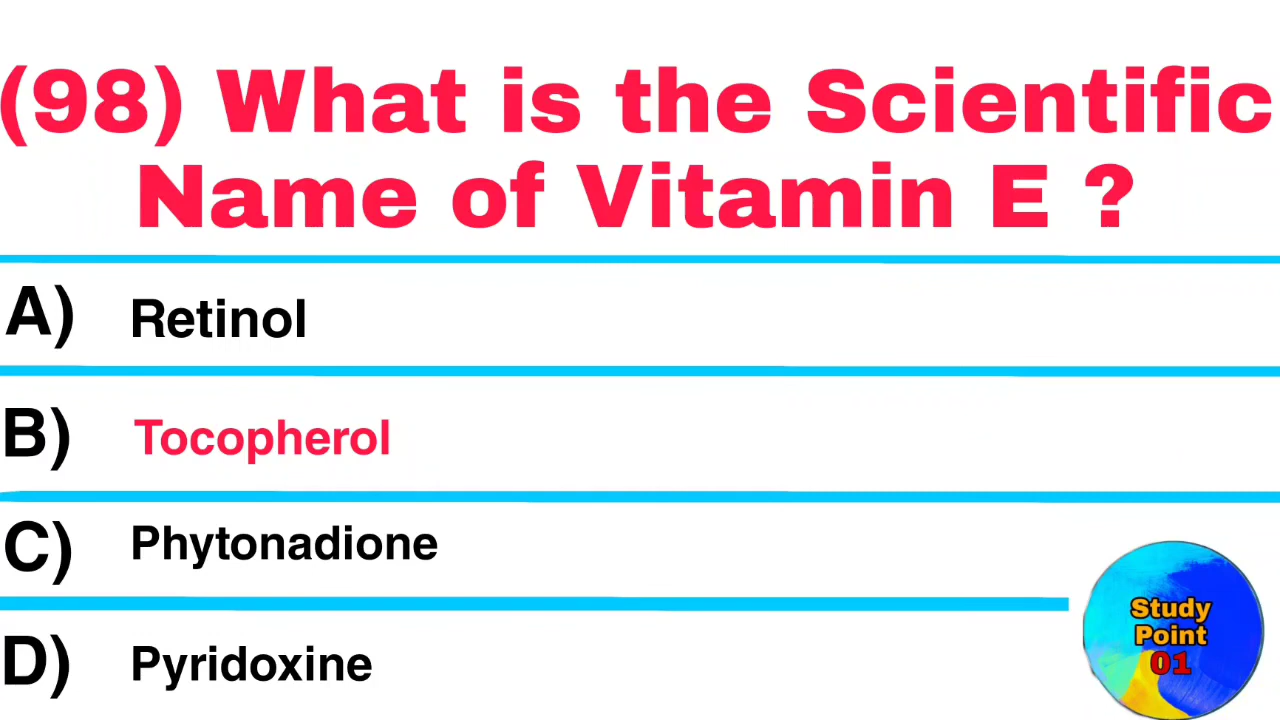 (98) What is the Scientific
Name of Vitamin E ?
A) Retinol
B) Tocopherol
C) Phytonadione
D) Pyridoxine
Study
Point
01